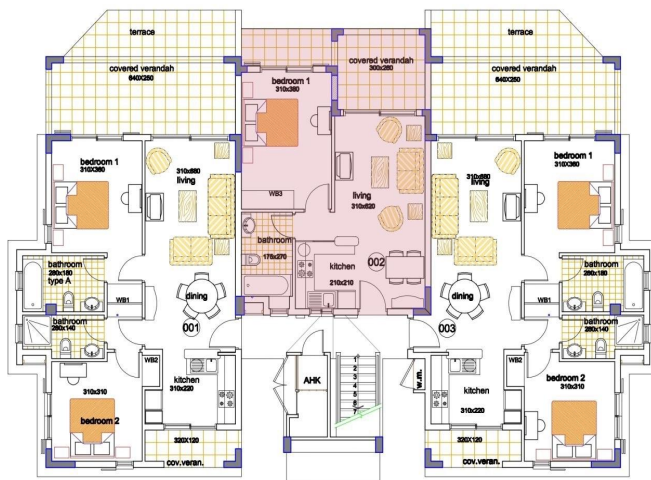 terrace
covered verandah
640X250
bedroom 1
310X360
310x680
living
bathroom
280x180
type A
WB1
dining
001
bathroom
280x140
WB2
kitchen
310x220
310x310
bedroom 2
320X120
cov.veran.
covered verandah
300x260
bedroom 1
310x380
WB3
living
310x620
bathroom
175x270
kitchen
210x210
002
AHK
1
2
3
4
5
6
7
w.m.
terrace
covered verandah
640X250
310x680
living
bedroom 1
310X360
bathroom
280x180
WB1
dining
003
bathroom
280x140
WB2
kitchen
310x220
bedroom 2
310x310
320X120
cov.veran.